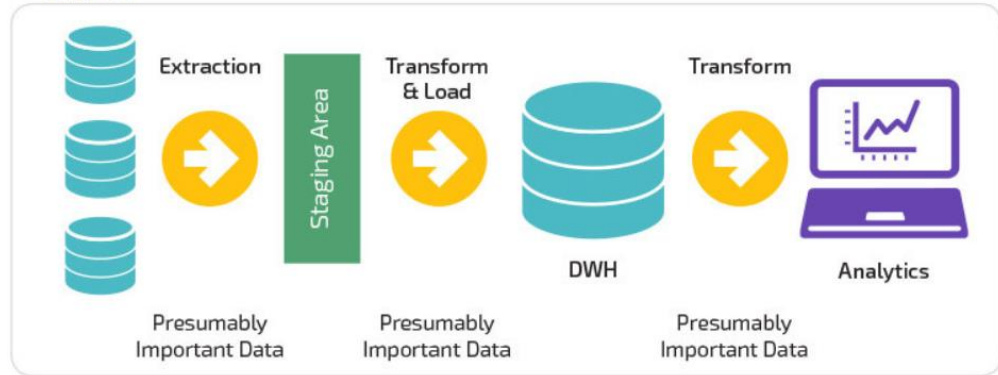 Extraction
Staging Area
Transform
& Load
Transform
DWH
Analytics
Presumably
Important Data
Presumably
Important Data
Presumably
Important Data